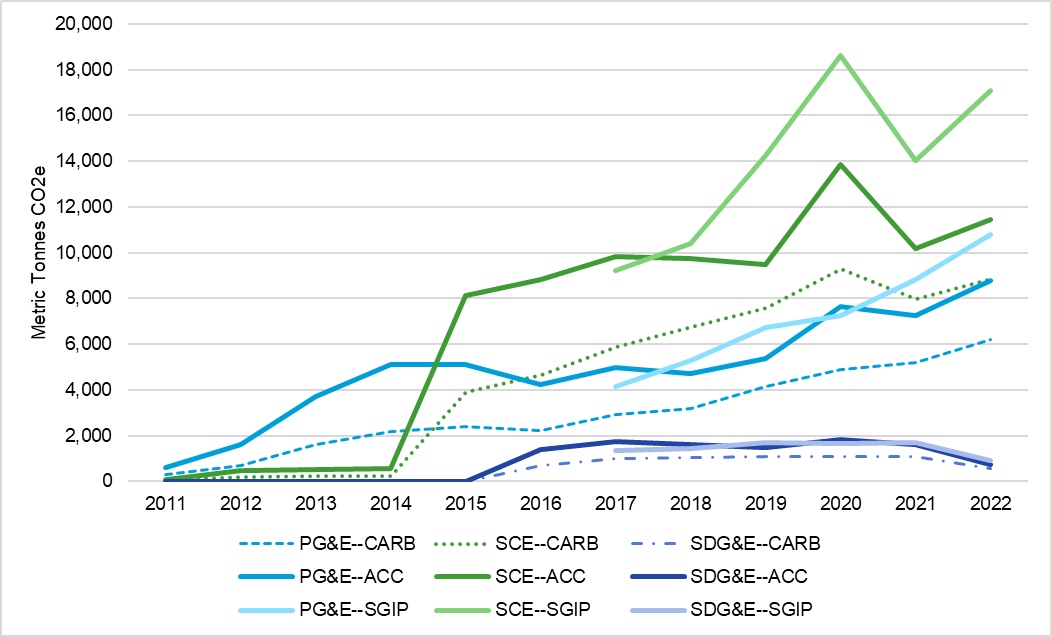 20,000
18,000
16,000
14,000
12,000
10,000
8,000
6,000
4,000
2,000
0
Metric Tonnes CO2e
2011 2012 2013 2014 2015 2016 2017 2018 2019 2020 2021 2022
PG&E--CARB SCE--CARB SDG&E--CARB
PG&E--ACC SCE--ACC SDG&E--ACC
PG&E--SGIP SCE--SGIP SDG&E--SGIP